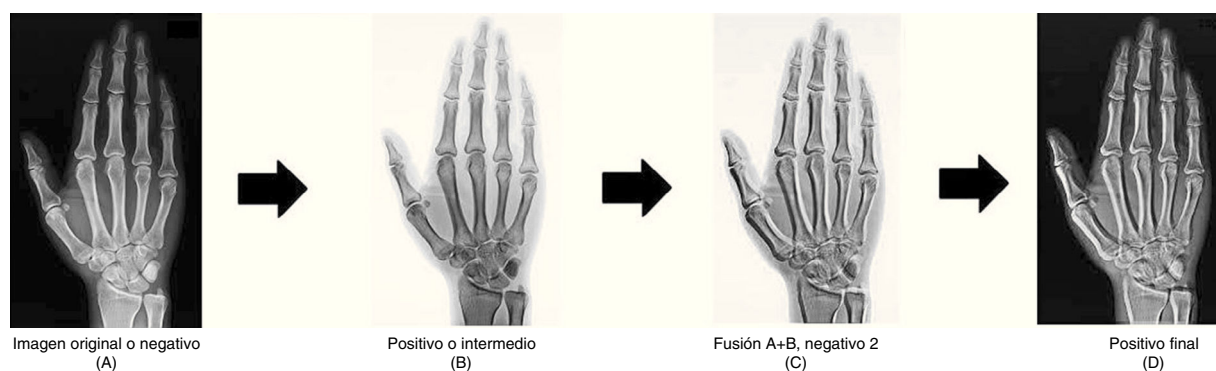 Imagen original o negativo
(A)
Positivo o intermedio
(B)
Fusión A+B, negativo 2
(C)
Positivo final
(D)